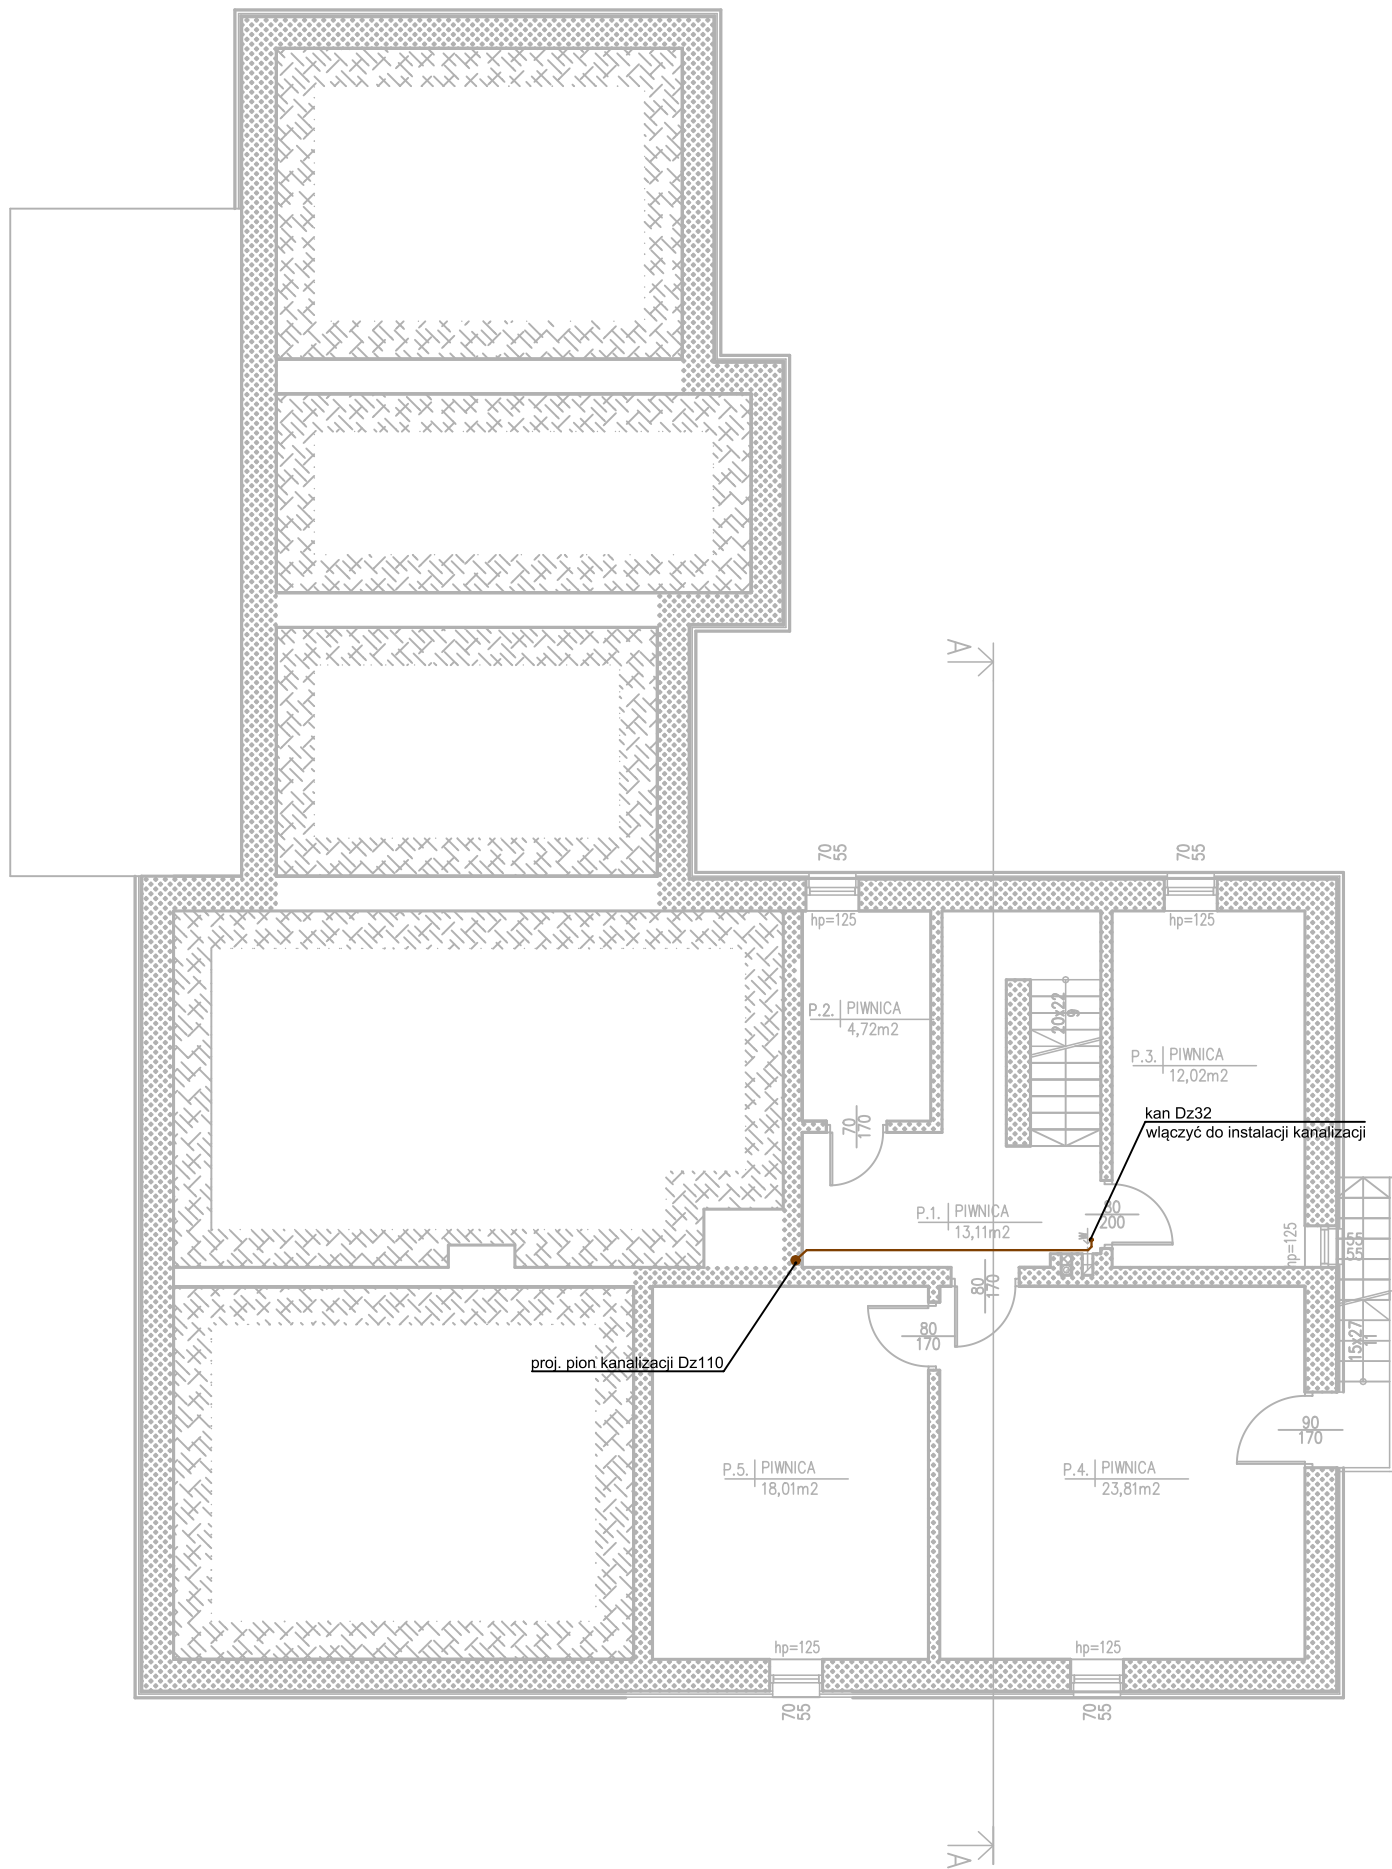 A
70
55
70
55
hp=125
hp=125
P.2. PIWNICA
4,72m2
20x22
9
P.3. PIWNICA
12,02m2
kan Dz32
wlączyć do instalacji kanalizacji
70
170
80
200
P.1. PIWNICA
13,11m2
hp=125
55
55
80
170
80
170
15x27
11
proj. pion kanalizacji Dz110
90
170
P.5. PIWNICA
18,01m2
P.4. PIWNICA
23,81m2
hp=125
hp=125
70
55
70
55
A